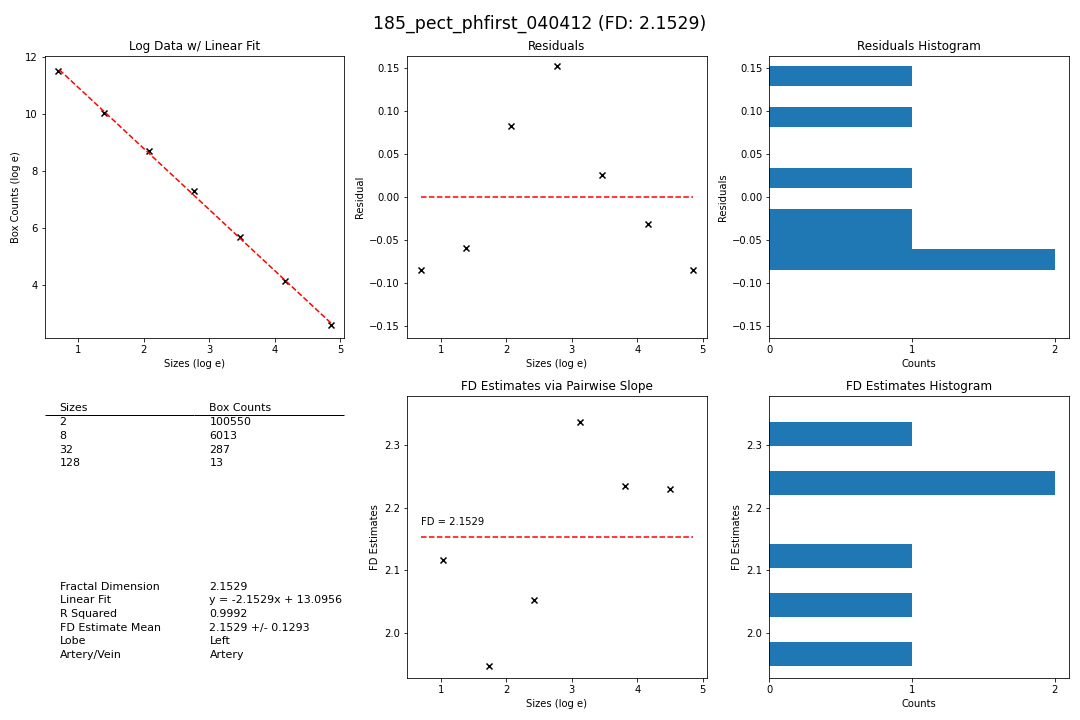 185_pect_phfirst_040412 (FD: 2.1529)
Log Data w/ Linear Fit
Box Counts (log e)
12
10
8
6
4
1 2 3 4 5
Sizes (log e)
Residuals
Residual
0.15
0.10
0.05
0.00
−0.05
−0.10
−0.15
1 2 3 4 5
Sizes (log e)
Residuals Histogram
Residuals
0.15
0.10
0.05
0.00
−0.05
−0.10
−0.15
0 1 2
Counts
Sizes Box Counts
2 100550
8 6013
32 287
128 13
Fractal Dimension 2.1529
Linear Fit y = -2.1529x + 13.0956
R Squared 0.9992
FD Estimate Mean 2.1529 +/- 0.1293
Lobe Left
Artery/Vein Artery
FD Estimates via Pairwise Slope
FD Estimates
2.3
2.2
2.1
2.0
FD = 2.1529
1 2 3 4 5
Sizes (log e)
FD Estimates Histogram
FD Estimates
2.3
2.2
2.1
2.0
0 1 2
Counts